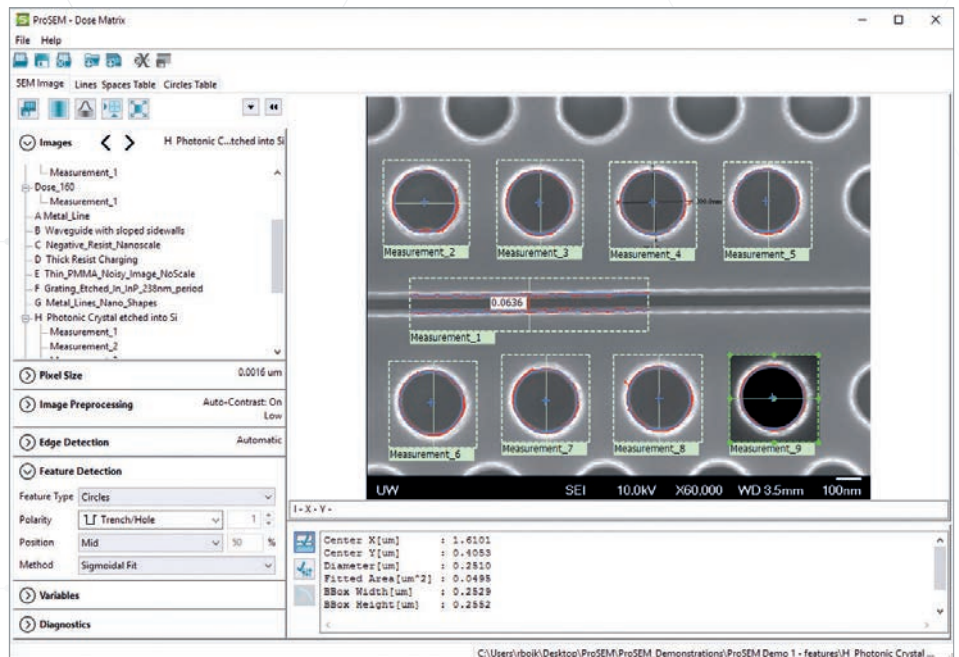 ProSEM - Dose Matrix
File Help
SEM Image Lines Spaces Table Circles Table
Images H Photonic C...tched into Si
Measurement_1
Dose_160
Measurement_1
A Metal_Line
B Waveguide with sloped sidewalls
C Negative_Resist_Nanoscale
D Thick Resist Charging
E Thin_PMMA_Noisy_Image_NoScale
F Grating_Etched_In_InP_238nm_period
G Metal_Lines_Nano_Shapes
H Photonic Crystal etched into Si
Measurement_1
Measurement_2
Pixel Size 0.0016 um
Image Preprocessing Auto-Contrast: On
Low
Edge Detection Automatic
Feature Detection
Feature Type Circles
Polarity Trench/Hole 1
Position Mid 50 %
Method Sigmoidal Fit
Variables
Diagnostics
Measurement_2 Measurement_3 Measurement_4 Measurement_5
0.0636
Measurement_1
Measurement_6 Measurement_7 Measurement_8 Measurement_9
UW SEI 10.0kV X60,000 WD 3.5mm 100nm
I - X - Y -
Center X[um] : 1.6101
Center Y[um] : 0.4053
Diameter[um] : 0.2510
Fitted Area[um^2] : 0.0495
BBox Width[um] : 0.2529
BBox Height[um] : 0.2552
C:\Users\rboik\Desktop\ProSEM\ProSEM_Demonstrations\ProSEM Demo 1 - features\H_Photonic Crystal ...